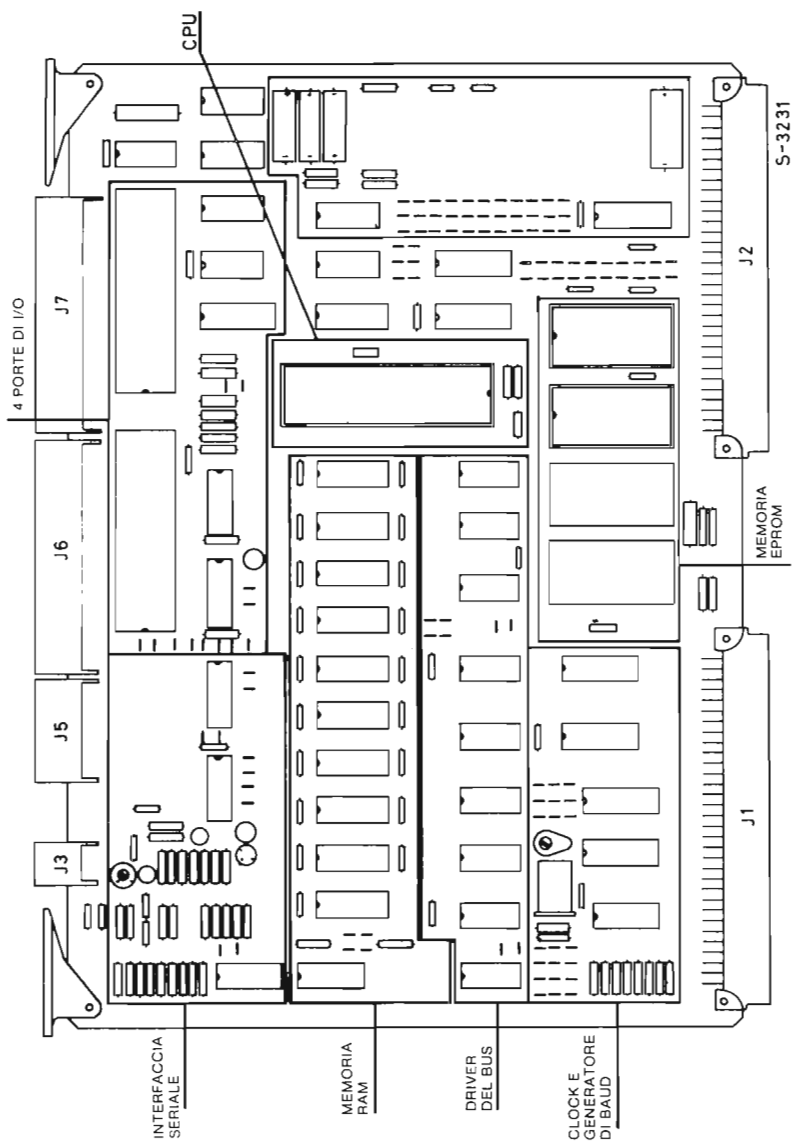 CPU
4 PORTE DI I/O
J7
J6
J5
J3
INTERFACCIA
SERIALE
MEMORIA
RAM
DRIVER
DEL BUS
CLOCK E
GENERATORE
DI BAUD
MEMORIA
EPROM
J1
J2
S-3231